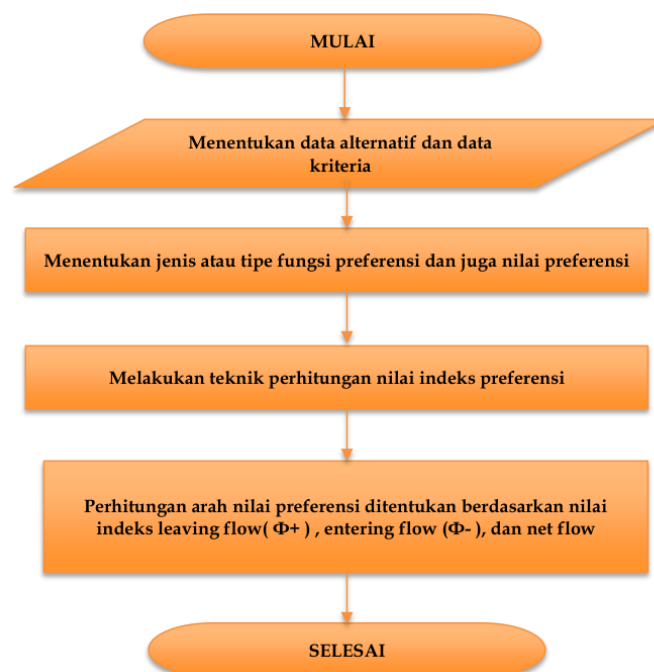 MULAI
Menentukan data alternatif dan data
kriteria
Menentukan jenis atau tipe fungsi preferensi dan juga nilai preferensi
Melakukan teknik perhitungan nilai indeks preferensi
Perhitungan arah nilai preferensi ditentukan berdasarkan nilai
indeks leaving flow( Φ+ ) , entering flow (Φ- ), dan net flow
SELESAI